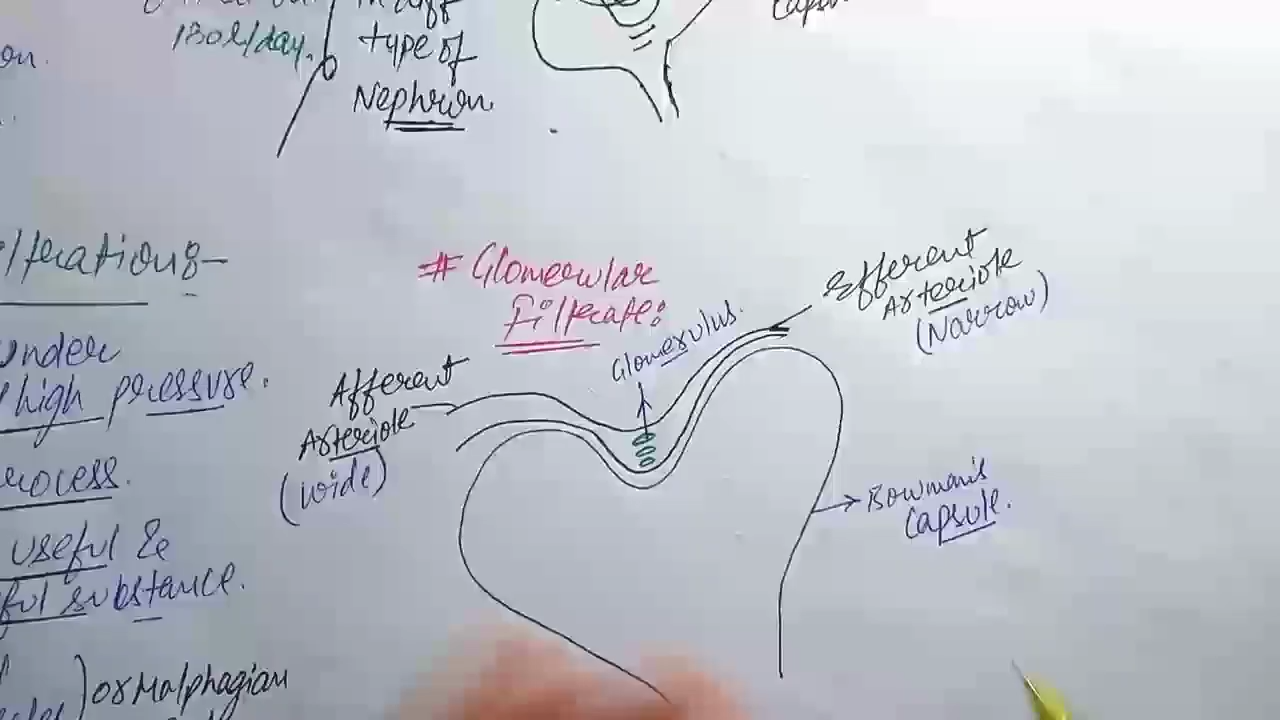 180l/day.
type of
Nephron
on.
under
high pressure.
process.
useful &
substance.
or Malphagian
# Glomerular
filtrate:
Glomerulus.
Efferent
Arteriole
(Narrow)
Afferent
Arteriole
(wide)
Bowman's
Capsule.